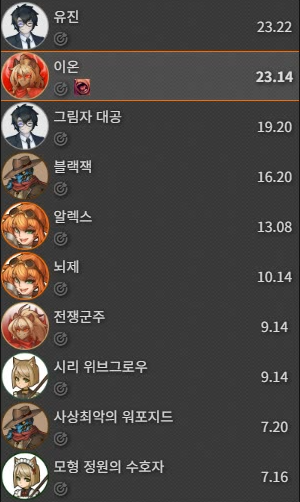 유진
23.22
이온
23.14
그림자 대공
19.20
블랙잭
16.20
알렉스
13.08
뇌제
10.14
전쟁군주
9.14
시리 위브그로우
9.14
사상최악의 워포지드
7.20
모형 정원의 수호자
7.16